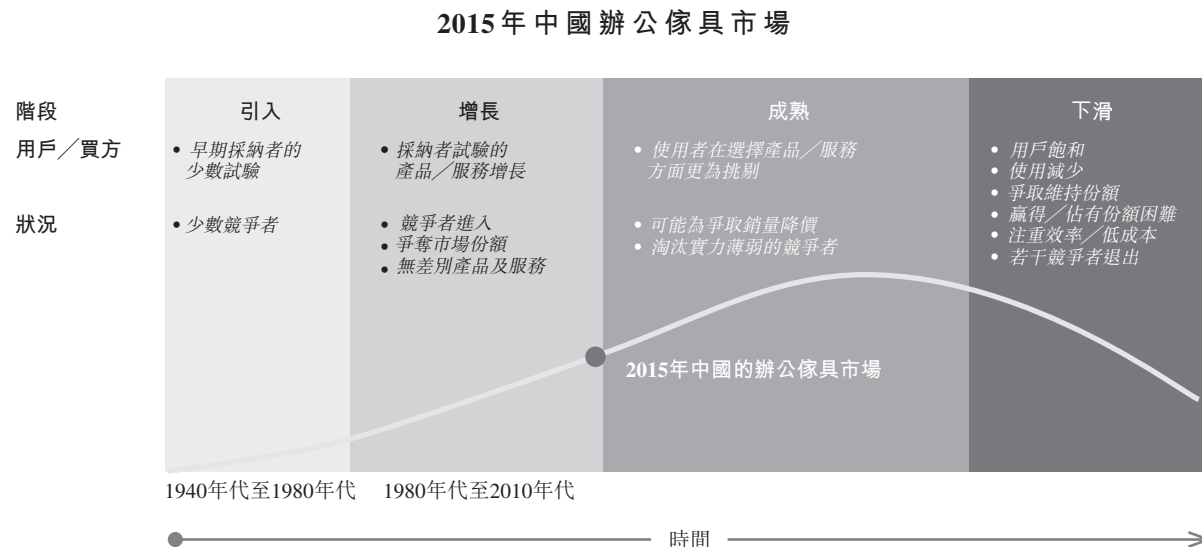 2015年中國辦公傢具市場
階段
引入
增長
成熟
下滑
用戶／買方
• 早期採納者的
少數試驗
• 採納者試驗的
產品／服務增長
• 使用者在選擇產品／服務
方面更為挑剔
• 用戶飽和
• 使用減少
• 爭取維持份額
• 贏得／佔有份額困難
• 注重效率／低成本
• 若干競爭者退出
狀況
• 少數競爭者
• 競爭者進入
• 爭奪市場份額
• 無差別產品及服務
• 可能為爭取銷量降價
• 淘汰實力薄弱的競爭者
2015年中國的辦公傢具市場
1940年代至1980年代
1980年代至2010年代
時間